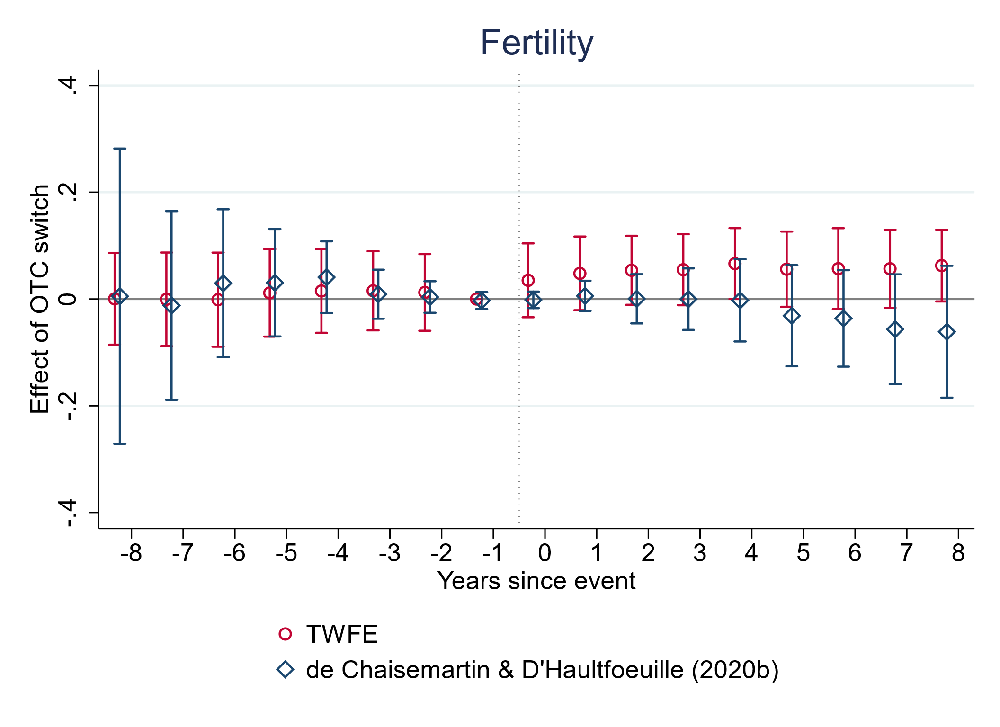 Fertility
.4
.2
0
-.2
-.4
Effect of OTC switch
-8 -7 -6 -5 -4 -3 -2 -1 0 1 2 3 4 5 6 7 8
Years since event
TWFE
de Chaisemartin & D'Haultfoeuille (2020b)